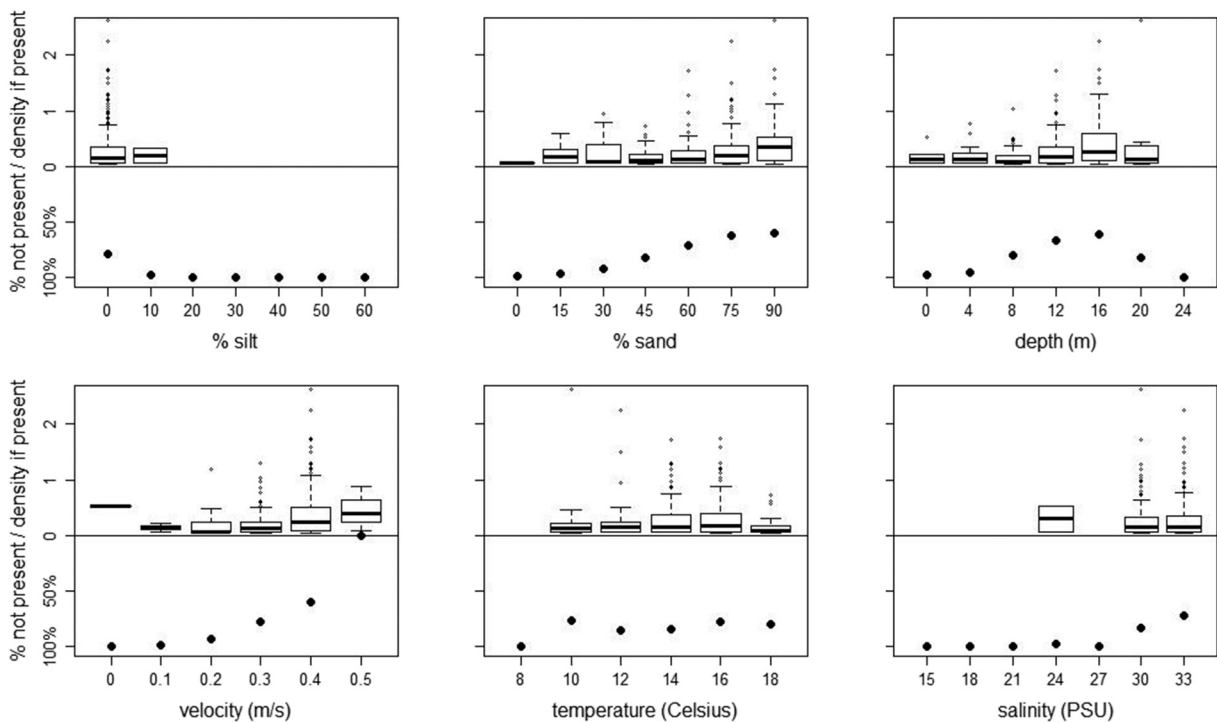 % not present / density if present
2
1
0
50%
100%
0 10 20 30 40 50 60
% silt
0 15 30 45 60 75 90
% sand
0 4 8 12 16 20 24
depth (m)
% not present / density if present
2
1
0
50%
100%
0 0.1 0.2 0.3 0.4 0.5
velocity (m/s)
8 10 12 14 16 18
temperature (Celsius)
15 18 21 24 27 30 33
salinity (PSU)